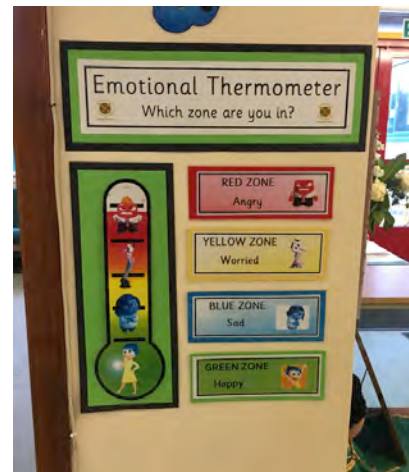 Emotional Thermometer
Which zone are you in?
RED ZONE
Angry
YELLOW ZONE
Worried
BLUE ZONE
Sad
GREEN ZONE
Happy